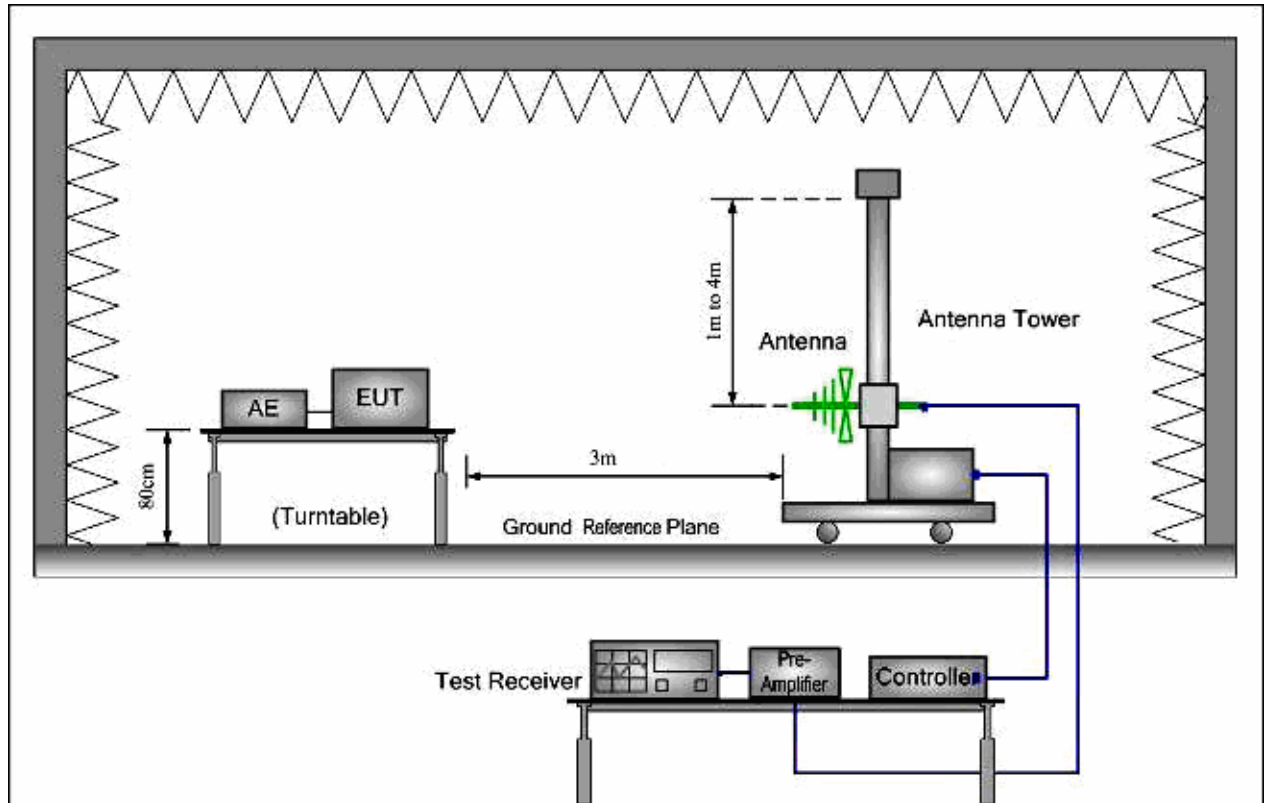 1m to 4m
Antenna Tower
Antenna
EUT
AE
3m
80cm
(Turntable)
Ground Reference Plane
Test Receiver
Pre-
Amplifier
Controller